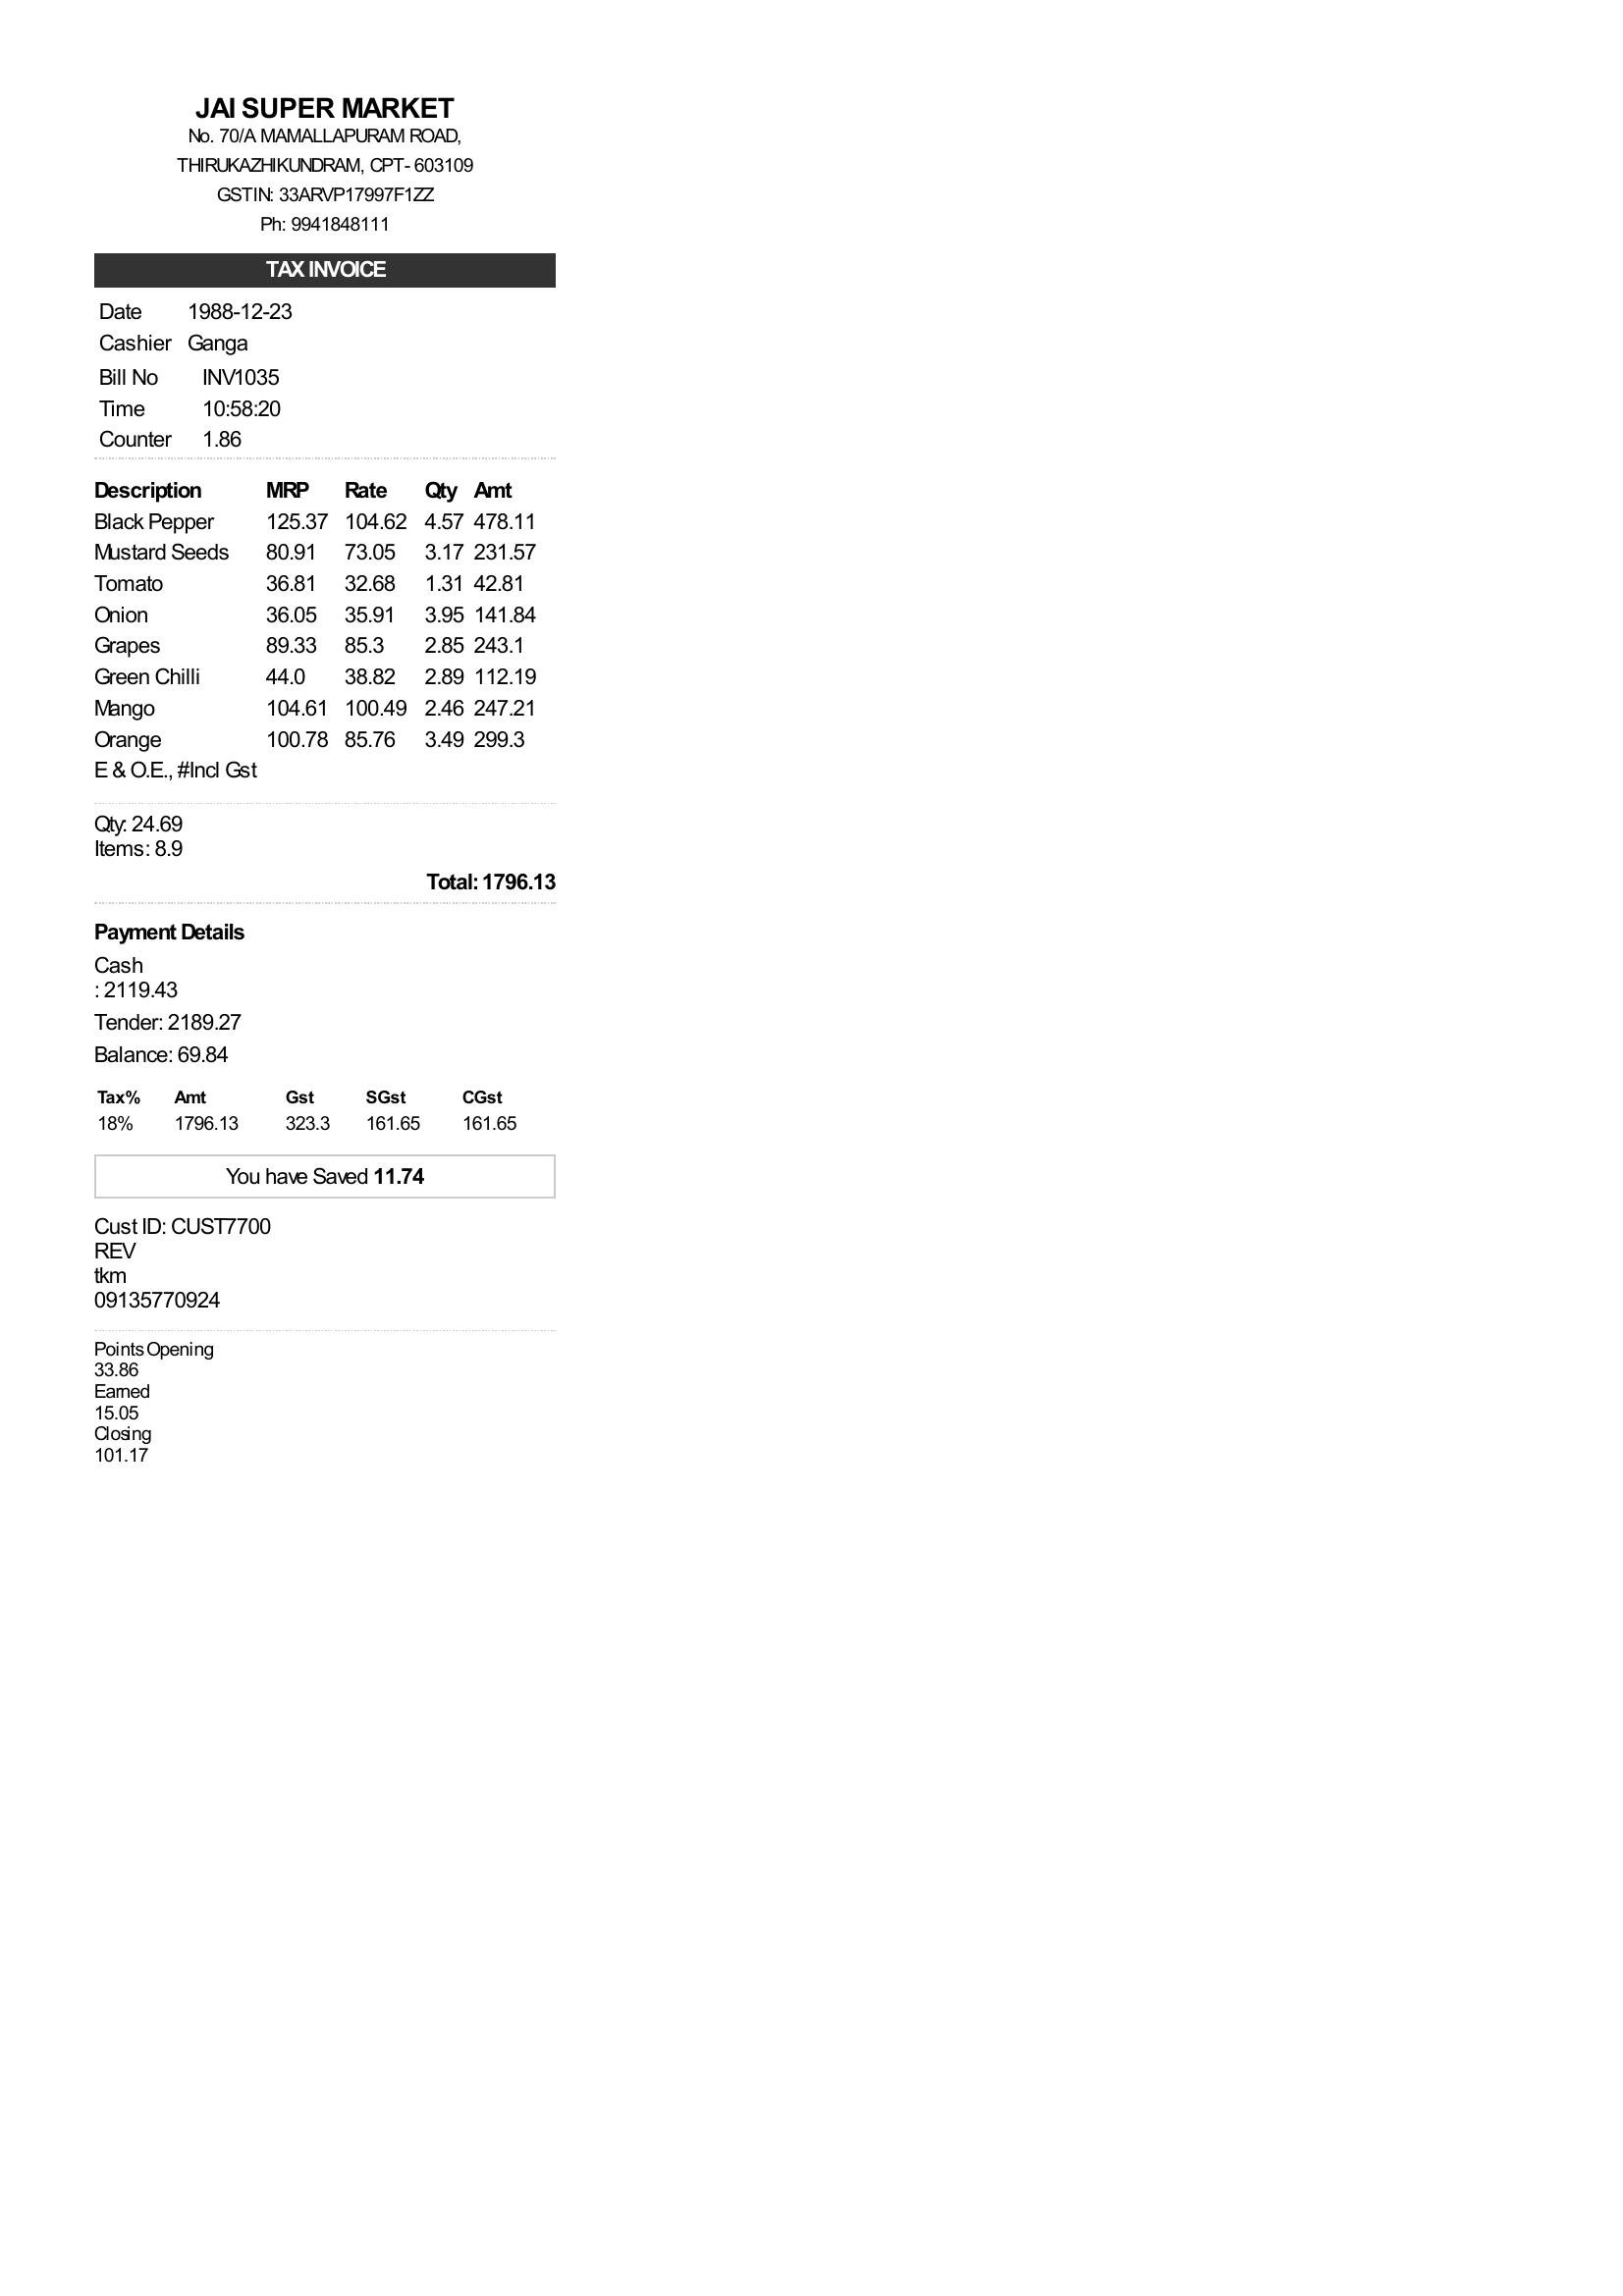 JAI SUPER MARKET
No. 70/A MAMALLAPURAM ROAD,
THIRUKAZHIKUNDRAM, CPT- 603109
GSTIN: 33ARVP17997F1ZZ
Ph: 9941848111
TAX INVOICE
Date 1988-12-23
Cashier Ganga
Bill No INV1035
Time 10:58:20
Counter 1.86
Description MRP Rate Qty Amt
Black Pepper 125.37 104.62 4.57 478.11
Mustard Seeds 80.91 73.05 3.17 231.57
Tomato 36.81 32.68 1.31 42.81
Onion 36.05 35.91 3.95 141.84
Grapes 89.33 85.3 2.85 243.1
Green Chilli 44.0 38.82 2.89 112.19
Mango 104.61 100.49 2.46 247.21
Orange 100.78 85.76 3.49 299.3
E & O.E., #Incl Gst
Qty: 24.69
Items: 8.9
Total: 1796.13
Payment Details
Cash
: 2119.43
Tender: 2189.27
Balance: 69.84
Tax% Amt Gst SGst CGst
18% 1796.13 323.3 161.65 161.65
You have Saved 11.74
Cust ID: CUST7700
REV
tkm
09135770924
Points Opening
33.86
Earned
15.05
Closing
101.17